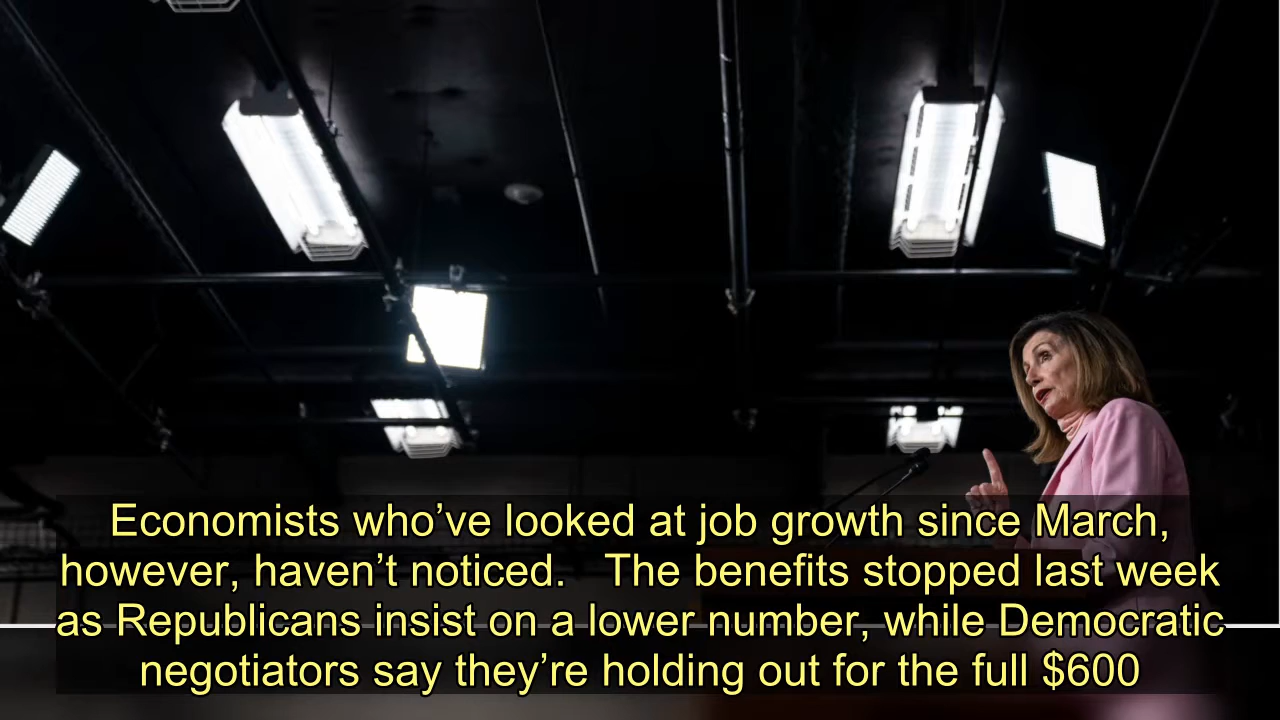 Economists who’ve looked at job growth since March,
however, haven’t noticed.   The benefits stopped last week
as Republicans insist on a lower number, while Democratic
negotiators say they’re holding out for the full $600